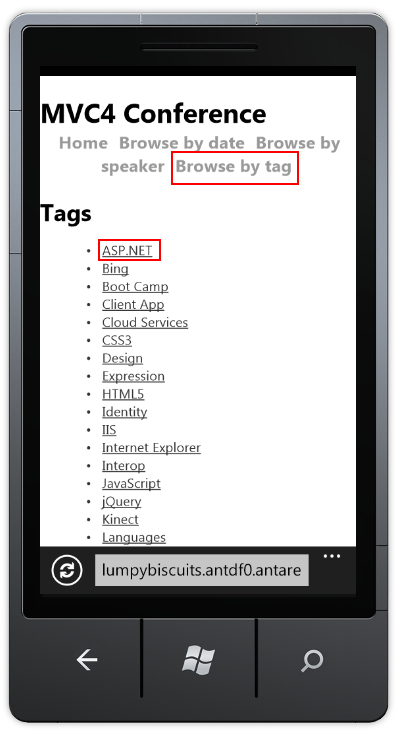 MVC4 Conference
Home Browse by date Browse by
speaker Browse by tag
Tags
ASP.NET
Bing
Boot Camp
Client App
Cloud Services
CSS3
Design
Expression
HTML5
Identity
IIS
Internet Explorer
Interop
JavaScript
jQuery
Kinect
Languages
lumpybiscuits.antdf0.antare